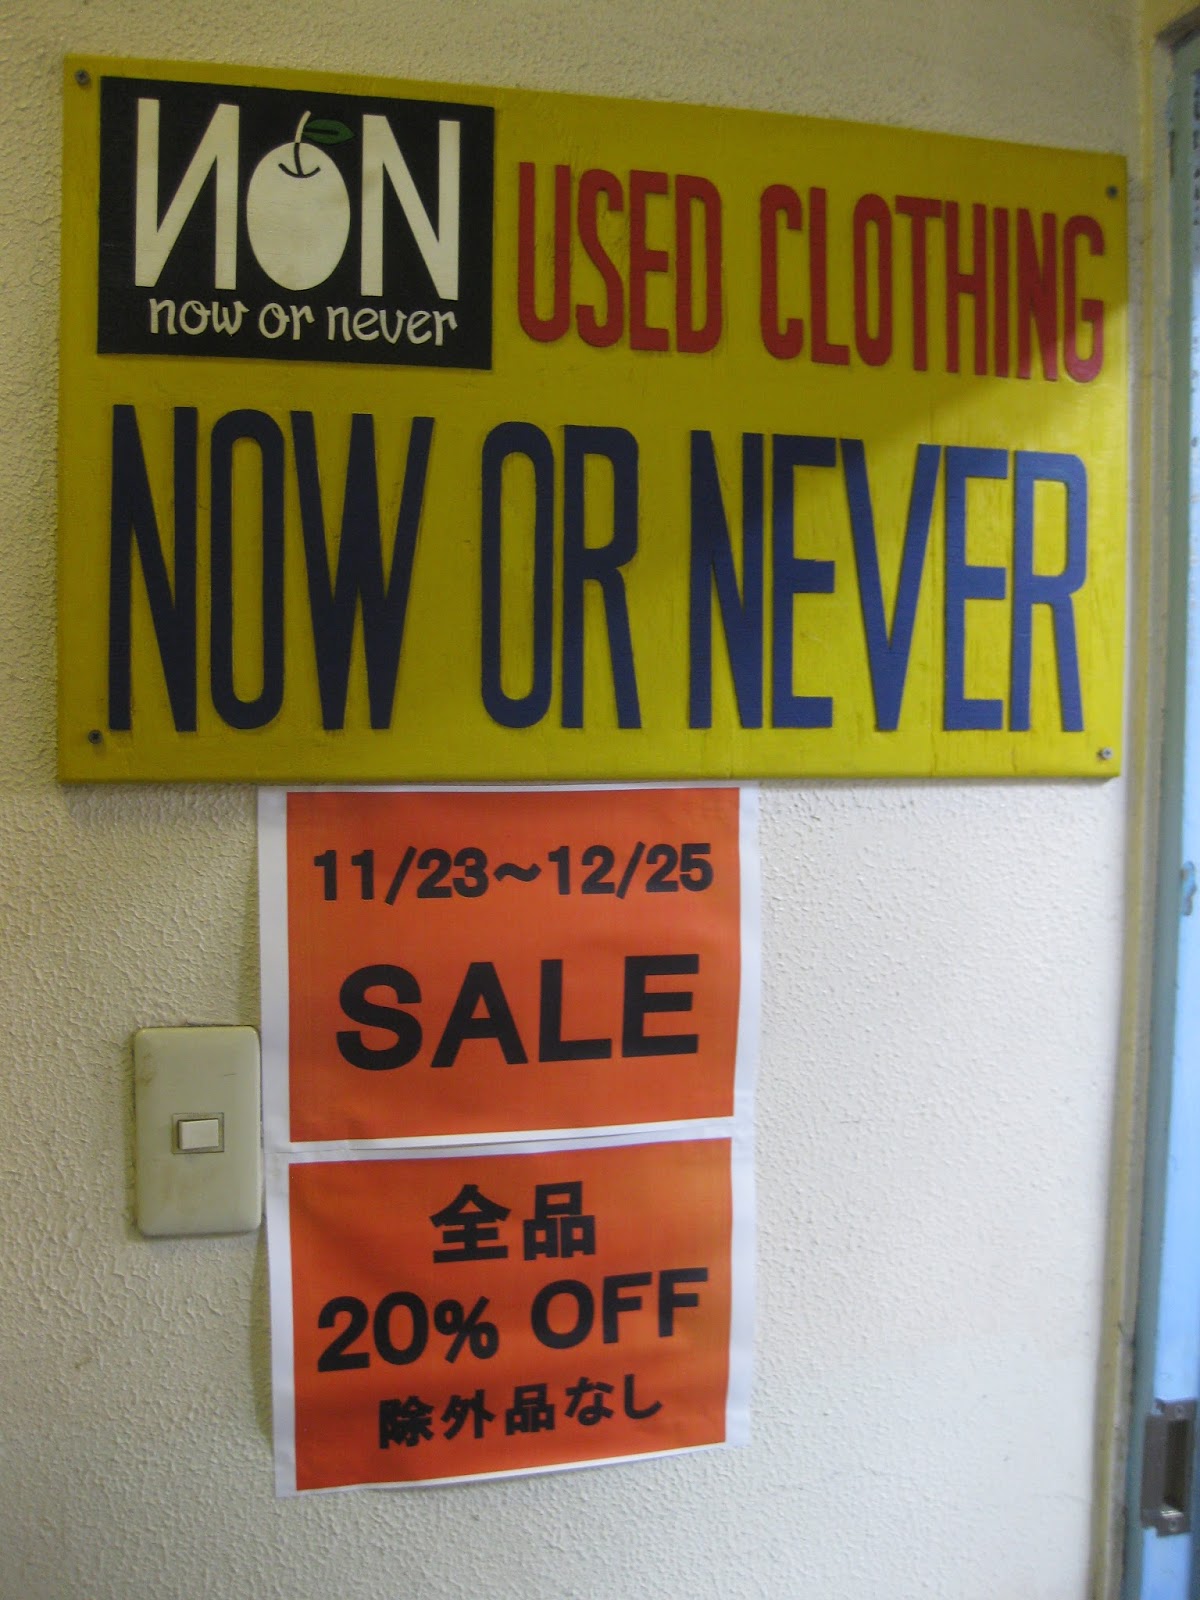 NON
now or never
USED CLOTHING
NOW OR NEVER
11/23～12/25
SALE
全品
20% OFF
除外品なし